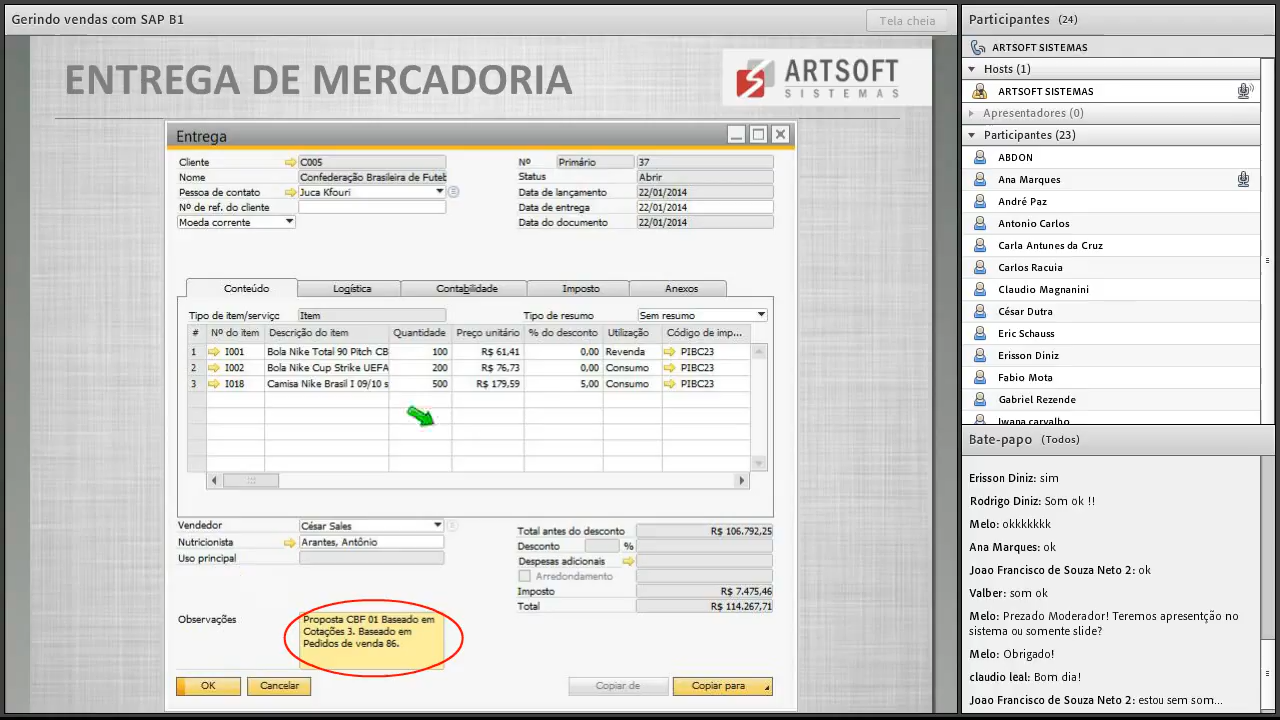 Gerindo vendas com SAP B1
Tela cheia
ENTREGA DE MERCADORIA
ARTSOFT
SISTEMAS
Entrega
Cliente C005
Nome Confederação Brasileira de Futeb
Pessoa de contato Juca Kfouri
Nº de ref. do cliente
Moeda corrente
Nº Primário 37
Status Abrir
Data de lançamento 22/01/2014
Data de entrega 22/01/2014
Data do documento 22/01/2014
Conteúdo Logística Contabilidade Imposto Anexos
Tipo de item/serviço Item Tipo de resumo Sem resumo
# Nº do item Descrição do item Quantidade Preço unitário % do desconto Utilização Código de imp...
1 I001 Bola Nike Total 90 Pitch CB 100 R$ 61,41 0,00 Revenda PIBC23
2 I002 Bola Nike Cup Strike UEFA 200 R$ 76,73 0,00 Consumo PIBC23
3 I018 Camisa Nike Brasil I 09/10 s 500 R$ 179,59 5,00 Consumo PIBC23
Vendedor César Sales
Nutricionista Arantes, Antônio
Uso principal
Total antes do desconto R$ 106.792,25
Desconto %
Despesas adicionais
Arredondamento
Imposto R$ 7.475,46
Total R$ 114.267,71
Observações
Proposta CBF 01 Baseado em
Cotações 3. Baseado em
Pedidos de venda 86.
OK Cancelar Copiar de Copiar para
Participantes (24)
ARTSOFT SISTEMAS
Hosts (1)
ARTSOFT SISTEMAS
Apresentadores (0)
Participantes (23)
ABDON
Ana Marques
André Paz
Antonio Carlos
Carla Antunes da Cruz
Carlos Racuia
Claudio Magnanini
César Dutra
Eric Schauss
Erisson Diniz
Fabio Mota
Gabriel Rezende
Iwana carvalho
Bate-papo (Todos)
Erisson Diniz: sim
Rodrigo Diniz: Som ok !!
Melo: okkkkkkk
Ana Marques: ok
Joao Francisco de Souza Neto 2: ok
Valber: som ok
Melo: Prezado Moderador! Teremos apresentção no
sistema ou somente slide?
Melo: Obrigado!
claudio leal: Bom dia!
Joao Francisco de Souza Neto 2: estou sem som...